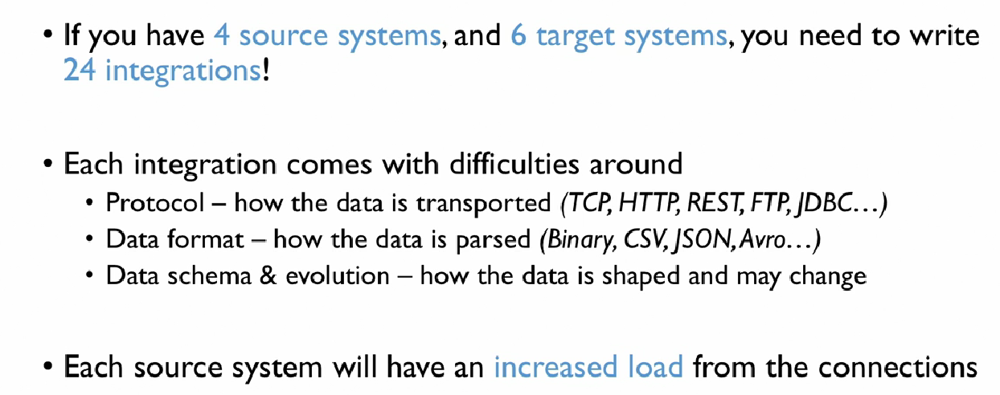 • If you have 4 source systems, and 6 target systems, you need to write
24 integrations!
• Each integration comes with difficulties around
• Protocol – how the data is transported (TCP, HTTP, REST, FTP, JDBC…)
• Data format – how the data is parsed (Binary, CSV, JSON, Avro…)
• Data schema & evolution – how the data is shaped and may change
• Each source system will have an increased load from the connections